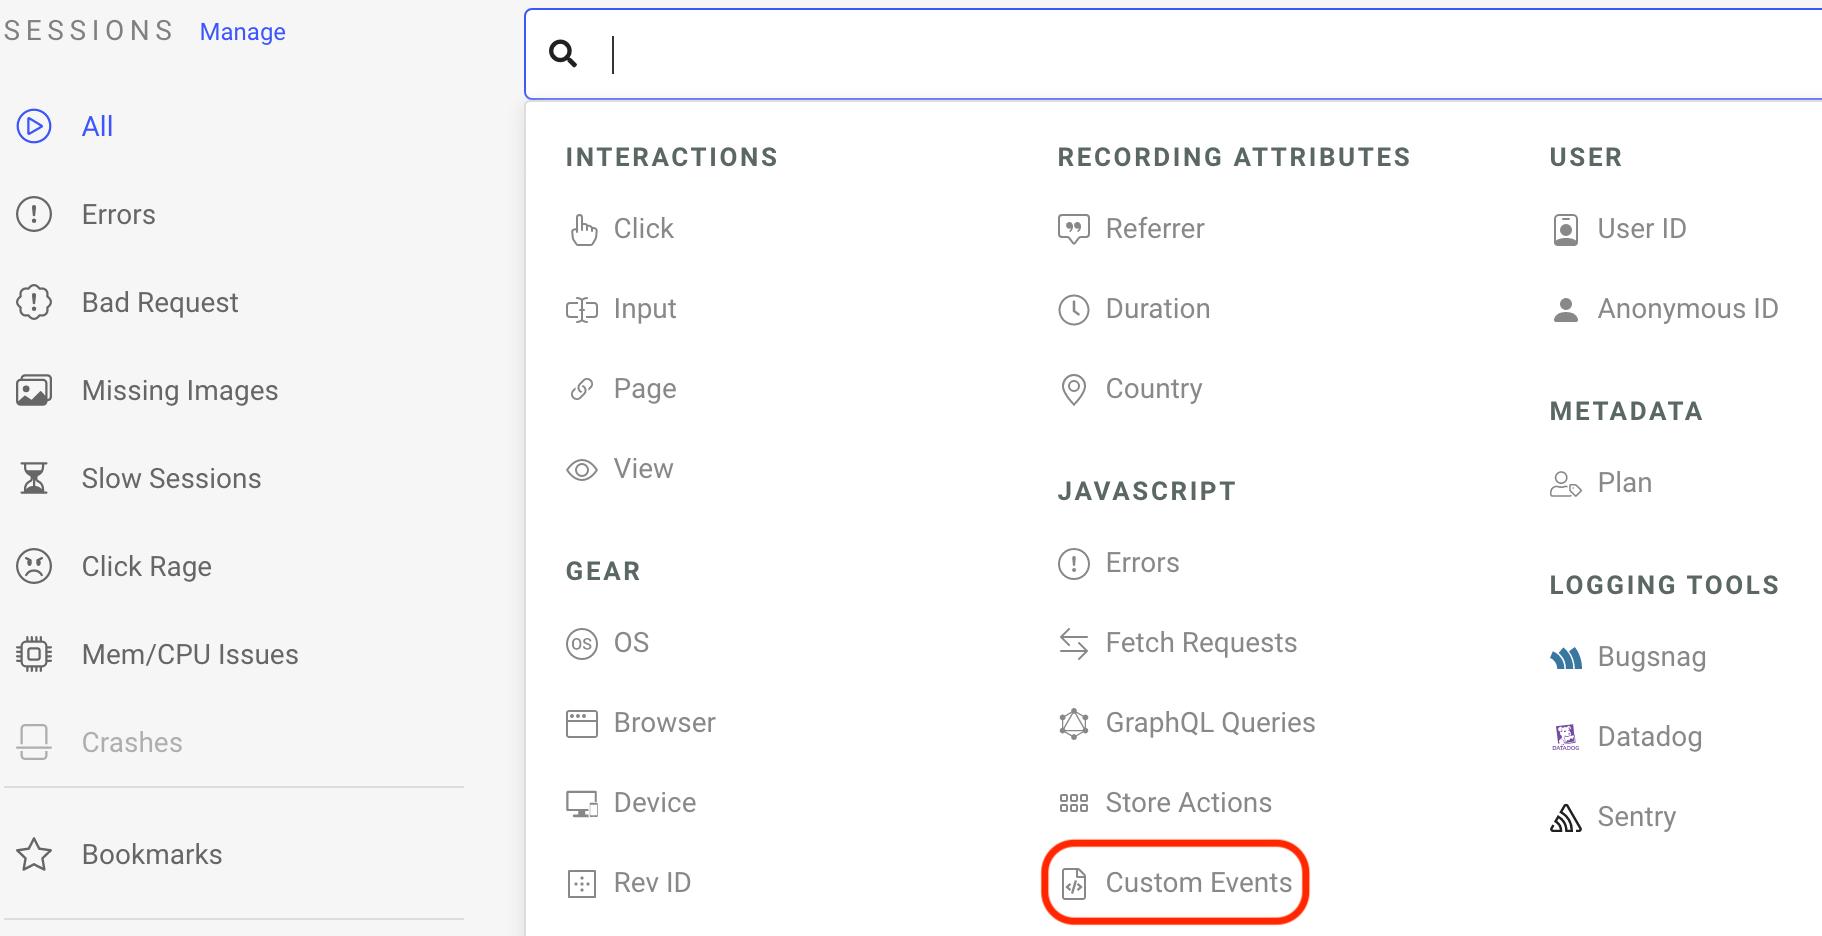 SESSIONS Manage
All
Errors
Bad Request
Missing Images
Slow Sessions
Click Rage
Mem/CPU Issues
Crashes
Bookmarks
INTERACTIONS
Click
Input
Page
View
GEAR
OS OS
Browser
Device
Rev ID
RECORDING ATTRIBUTES
Referrer
Duration
Country
JAVASCRIPT
Errors
Fetch Requests
GraphQL Queries
Store Actions
Custom Events
USER
User ID
Anonymous ID
METADATA
Plan
LOGGING TOOLS
Bugsnag
DATADOG Datadog
Sentry